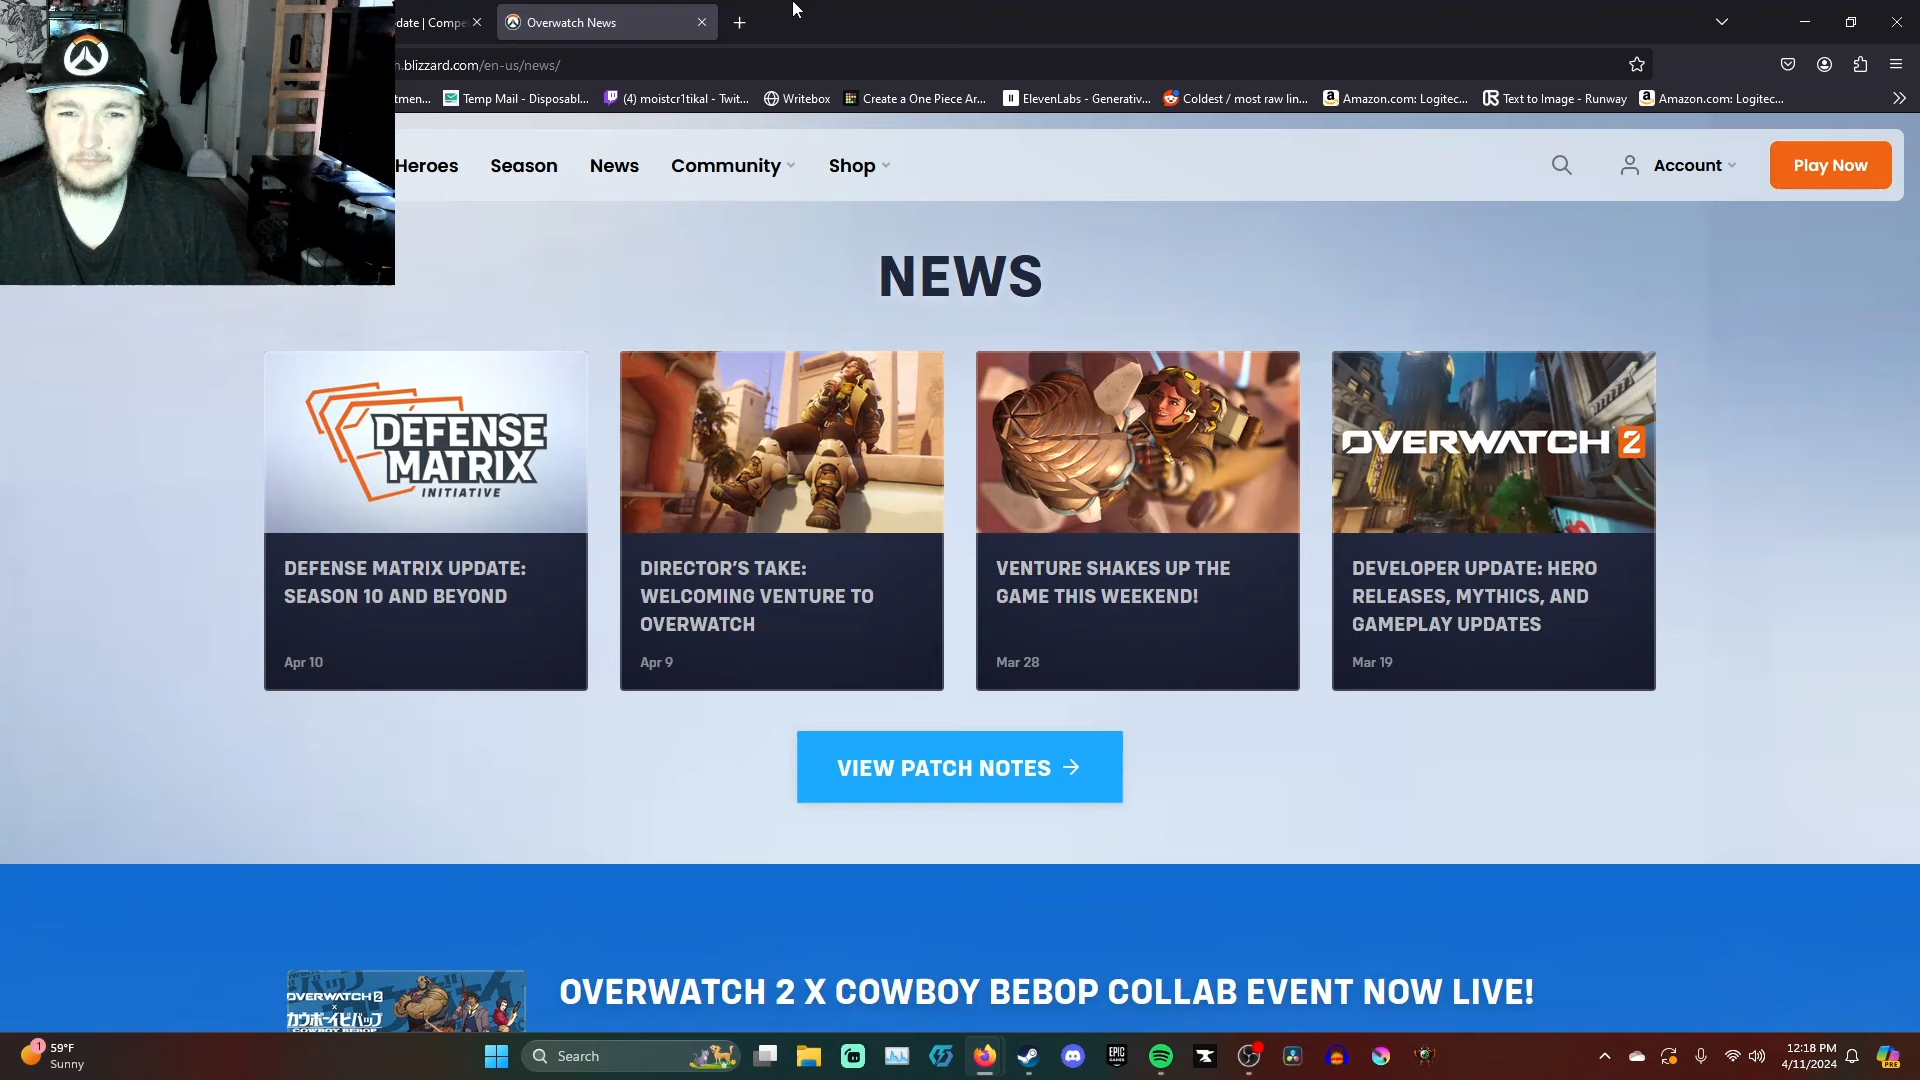 date | Compe
Overwatch News
h.blizzard.com/en-us/news/
tmen...
Temp Mail - Disposabl...
(4) moistcr1tikal - Twit...
Writebox
Create a One Piece Ar...
ElevenLabs - Generativ...
Coldest / most raw lin...
Amazon.com: Logitec...
Text to Image - Runway
Amazon.com: Logitec...
Heroes
Season
News
Community
Shop
Account
Play Now
NEWS
DEFENSE
MATRIX
INITIATIVE
DEFENSE MATRIX UPDATE:
SEASON 10 AND BEYOND
Apr 10
DIRECTOR'S TAKE:
WELCOMING VENTURE TO
OVERWATCH
Apr 9
VENTURE SHAKES UP THE
GAME THIS WEEKEND!
Mar 28
OVERWATCH 2
DEVELOPER UPDATE: HERO
RELEASES, MYTHICS, AND
GAMEPLAY UPDATES
Mar 19
VIEW PATCH NOTES →
OVERWATCH 2
カウボーイビバップ
COWBOY BEBOP
OVERWATCH 2 X COWBOY BEBOP COLLAB EVENT NOW LIVE!
1
59°F
Sunny
Search
EPIC
GAMES
12:18 PM
4/11/2024
PRE